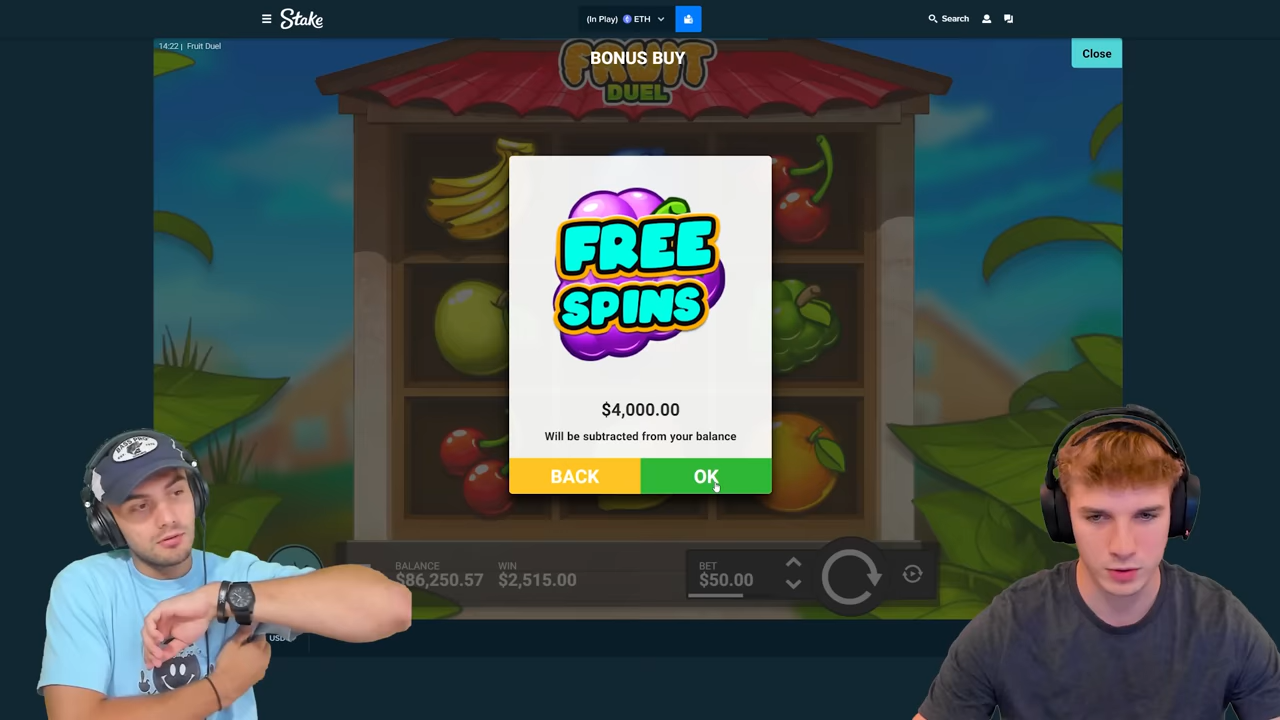 Stake
(In Play) ETH
Search
14:22 | Fruit Duel
FRUIT
DUEL
BONUS BUY
Close
FREE
SPINS
$4,000.00
Will be subtracted from your balance
BACK
OK
BALANCE
$86,250.57
WIN
$2,515.00
BET
$50.00
USD